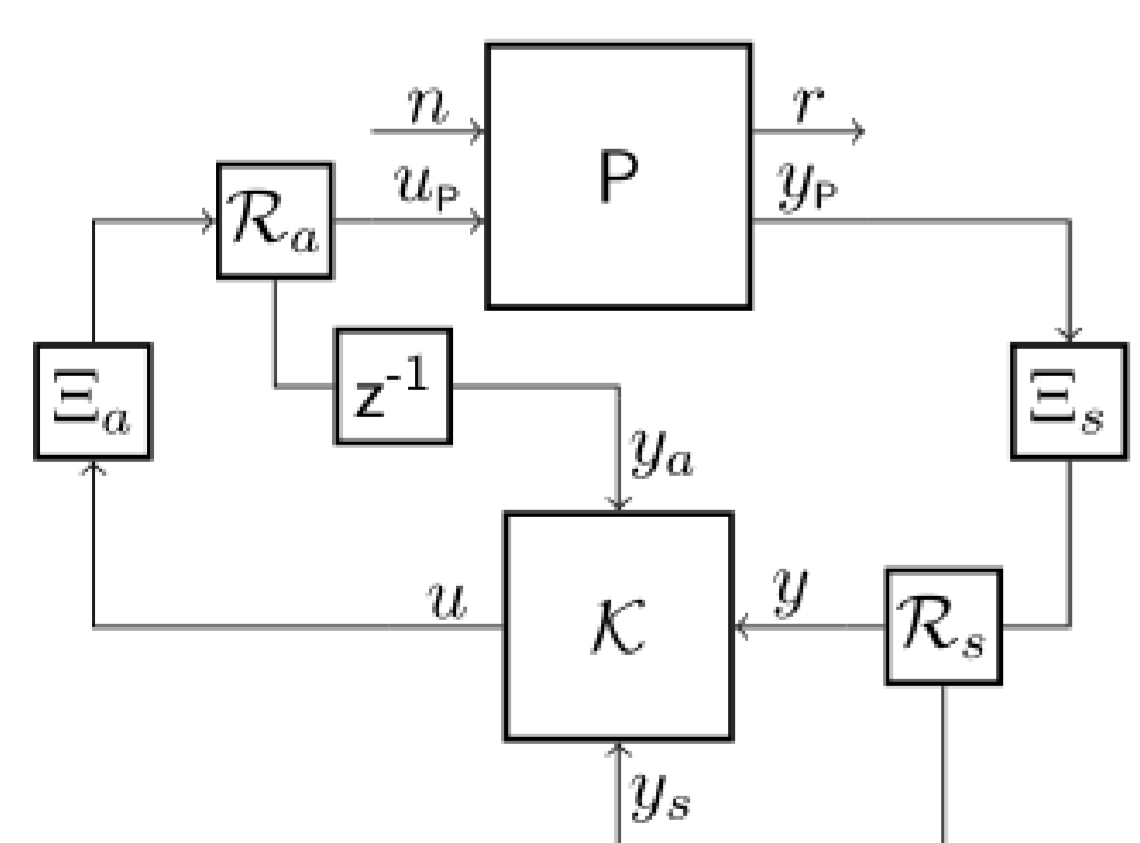 n r
P
u_P y_P
ℛ_a
z^-1
Ξ_a Ξ_s
y_a
u 𝒦 y ℛ_s
y_s